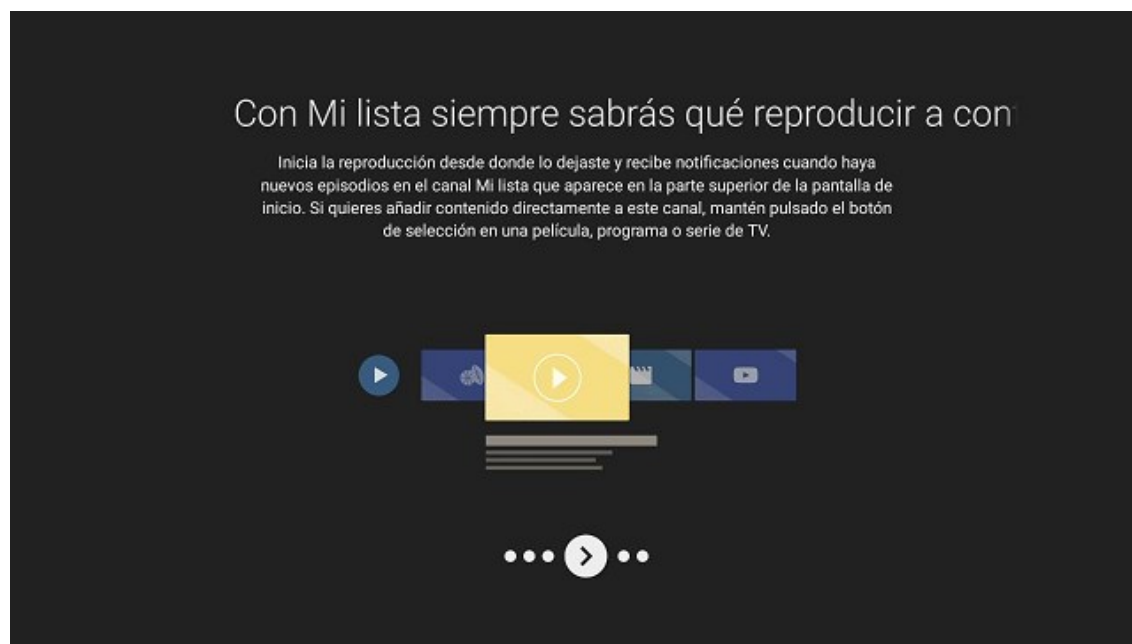 Con Mi lista siempre sabrás qué reproducir a con
Inicia la reproducción desde donde lo dejaste y recibe notificaciones cuando haya
nuevos episodios en el canal Mi lista que aparece en la parte superior de la pantalla de
inicio. Si quieres añadir contenido directamente a este canal, mantén pulsado el botón
de selección en una película, programa o serie de TV.